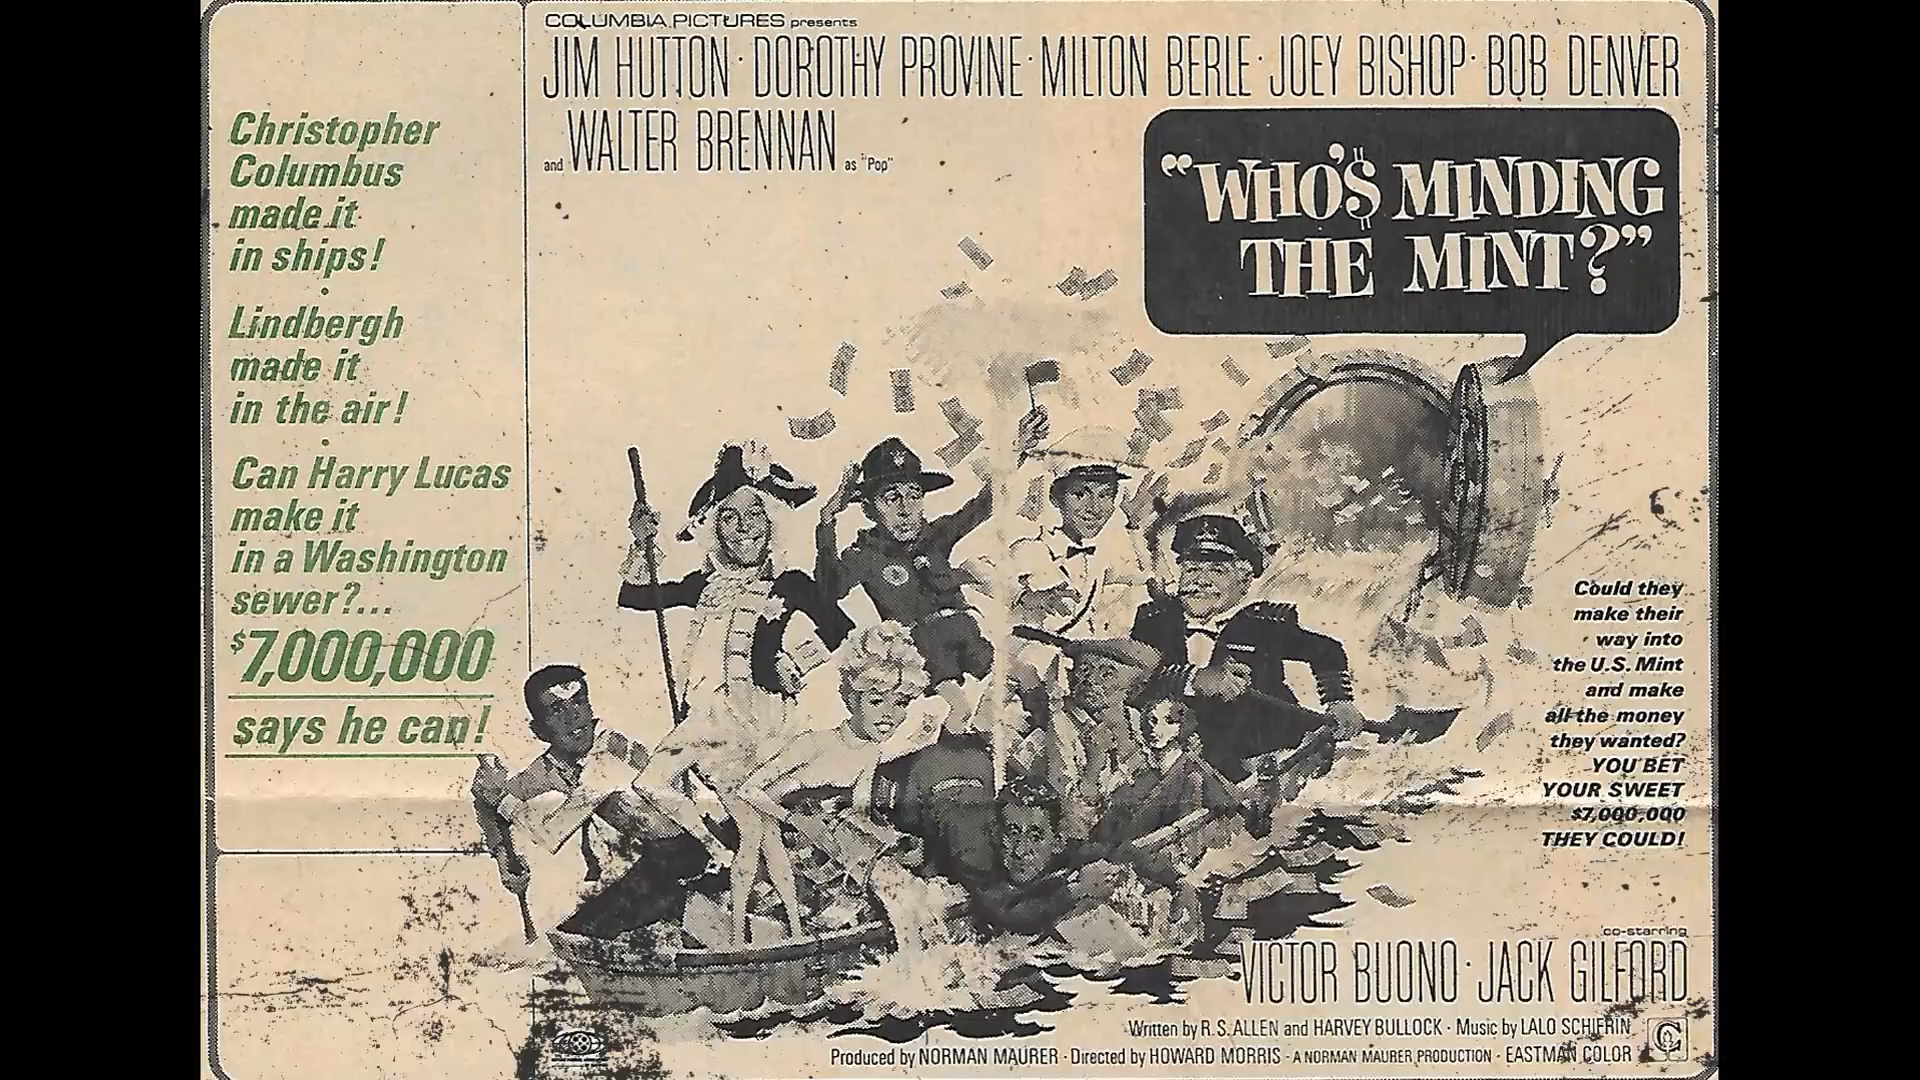 Christopher
Columbus
made it
in ships!
Lindbergh
made it
in the air!
Can Harry Lucas
make it
in a Washington
sewer?...
$7,000,000
says he can!
COLUMBIA PICTURES presents
JIM HUTTON · DOROTHY PROVINE · MILTON BERLE · JOEY BISHOP · BOB DENVER
and WALTER BRENNAN as "Pop"
"WHO'$ MINDING
THE MINT?"
Could they
make their
way into
the U.S. Mint
and make
all the money
they wanted?
YOU BET
YOUR SWEET
$7,000,000
THEY COULD!
co-starring
VICTOR BUONO · JACK GILFORD
Written by R. S. ALLEN and HARVEY BULLOCK · Music by LALO SCHIFRIN
Produced by NORMAN MAURER · Directed by HOWARD MORRIS · A NORMAN MAURER PRODUCTION · EASTMAN COLOR